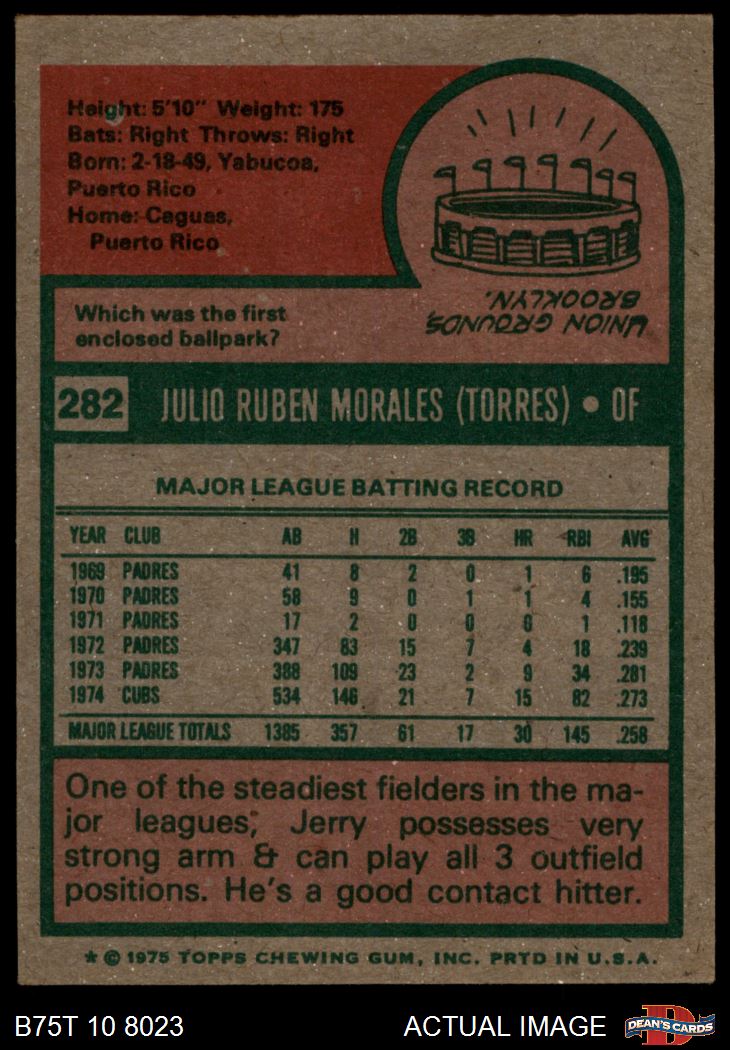 Height: 5'10" Weight: 175
Bats: Right Throws: Right
Born: 2-18-49, Yabucoa,
Puerto Rico
Home: Caguas,
Puerto Rico
Which was the first
enclosed ballpark?
UNION GROUNDS,
BROOKLYN.
282 JULIO RUBEN MORALES (TORRES) • OF
MAJOR LEAGUE BATTING RECORD
YEAR CLUB AB H 2B 3B HR RBI AVG
1969 PADRES 41 8 2 0 1 6 .195
1970 PADRES 58 9 0 1 1 4 .155
1971 PADRES 17 2 0 0 0 1 .118
1972 PADRES 347 83 15 7 4 18 .239
1973 PADRES 388 109 23 2 9 34 .281
1974 CUBS 534 146 21 7 15 82 .273
MAJOR LEAGUE TOTALS 1385 357 61 17 30 145 .258
One of the steadiest fielders in the ma-
jor leagues; Jerry possesses very
strong arm & can play all 3 outfield
positions. He's a good contact hitter.
* © 1975 TOPPS CHEWING GUM, INC. PRTD IN U.S.A.
B75T 10 8023 ACTUAL IMAGE D DEAN'S CARDS